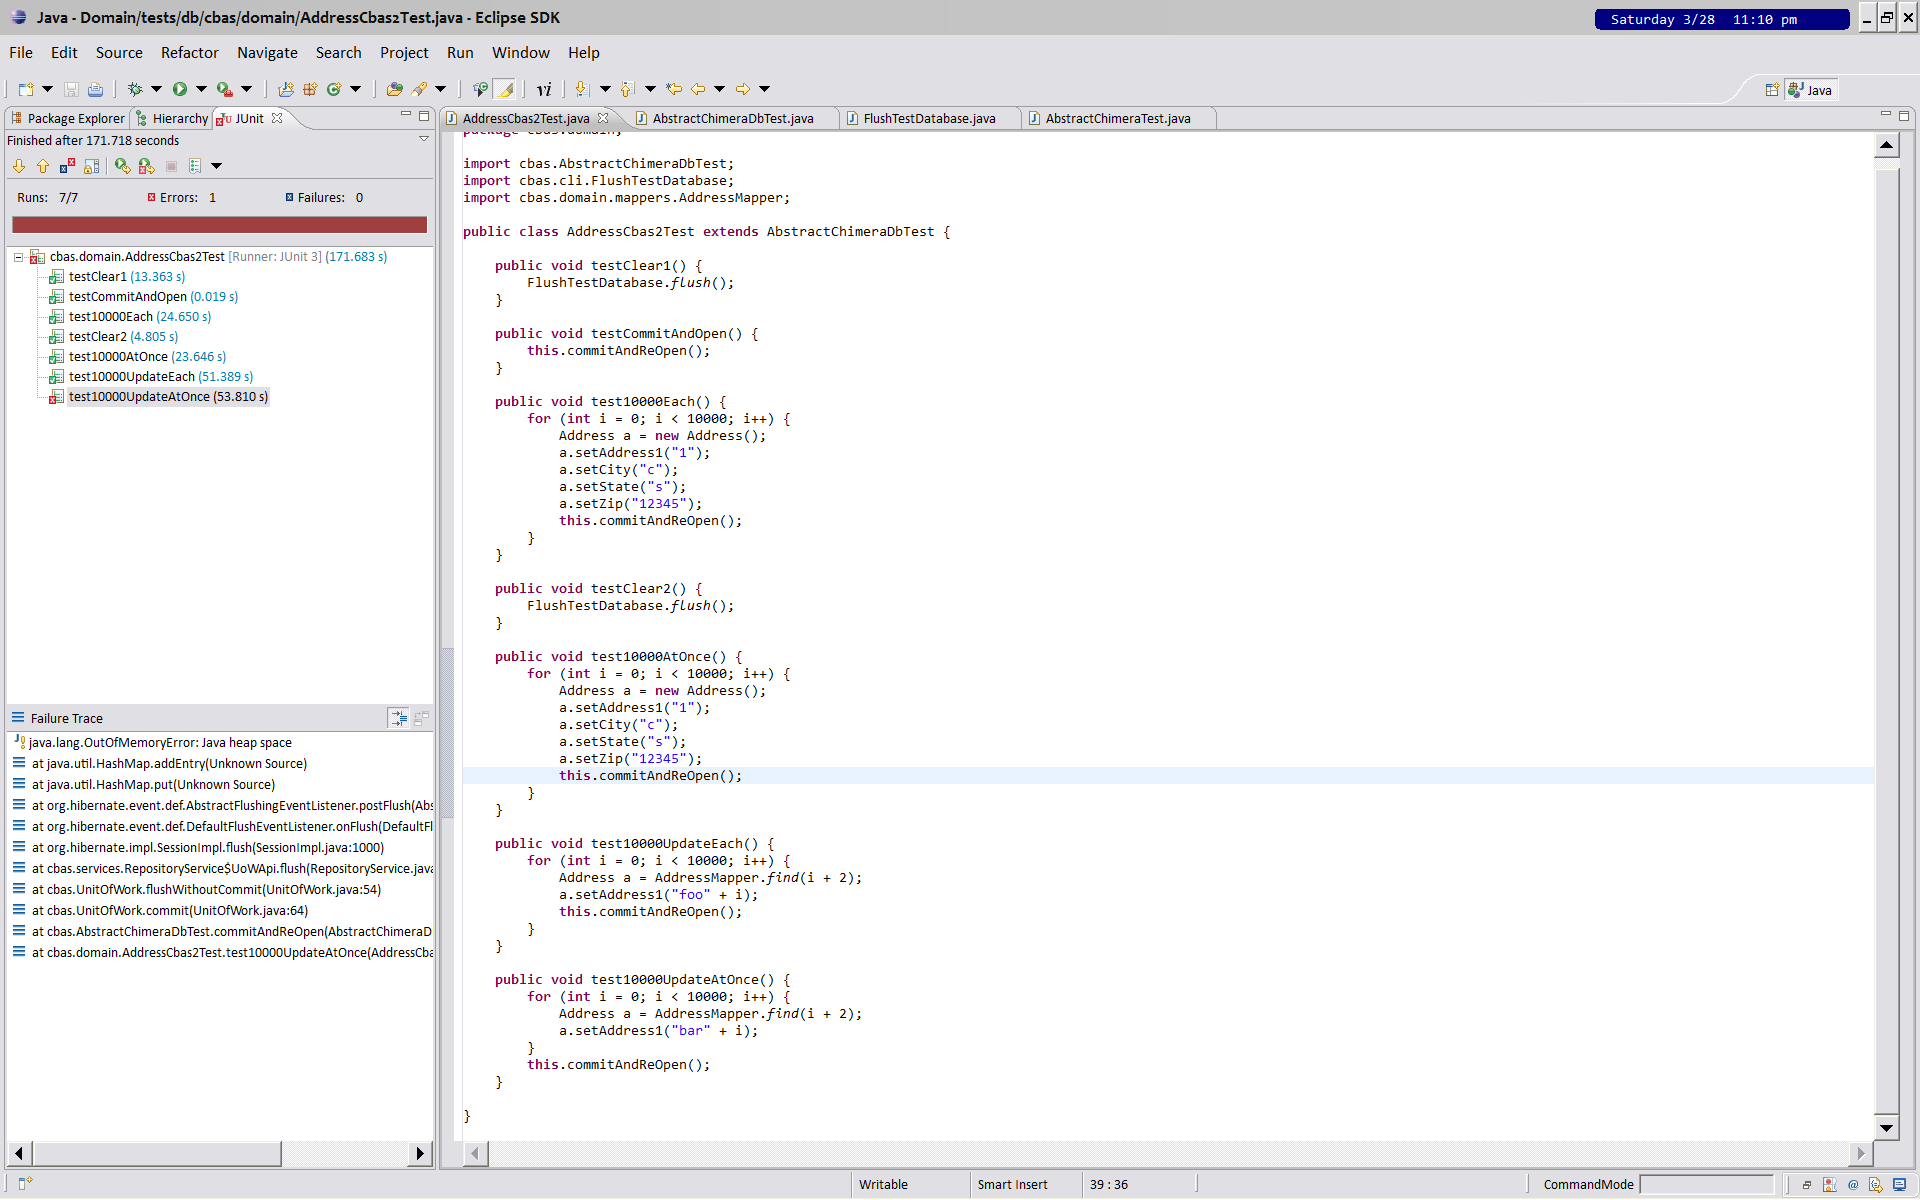 Java - Domain/tests/db/cbas/domain/AddressCbas2Test.java - Eclipse SDK
Saturday 3/28 11:10 pm
File Edit Source Refactor Navigate Search Project Run Window Help
Java
Package Explorer Hierarchy JUnit
Finished after 171.718 seconds
Runs: 7/7 Errors: 1 Failures: 0
cbas.domain.AddressCbas2Test [Runner: JUnit 3] (171.683 s)
testClear1 (13.363 s)
testCommitAndOpen (0.019 s)
test10000Each (24.650 s)
testClear2 (4.805 s)
test10000AtOnce (23.646 s)
test10000UpdateEach (51.389 s)
test10000UpdateAtOnce (53.810 s)
Failure Trace
java.lang.OutOfMemoryError: Java heap space
at java.util.HashMap.addEntry(Unknown Source)
at java.util.HashMap.put(Unknown Source)
at org.hibernate.event.def.AbstractFlushingEventListener.postFlush(Abs
at org.hibernate.event.def.DefaultFlushEventListener.onFlush(DefaultFl
at org.hibernate.impl.SessionImpl.flush(SessionImpl.java:1000)
at cbas.services.RepositoryService$UoWApi.flush(RepositoryService.java
at cbas.UnitOfWork.flushWithoutCommit(UnitOfWork.java:54)
at cbas.UnitOfWork.commit(UnitOfWork.java:64)
at cbas.AbstractChimeraDbTest.commitAndReOpen(AbstractChimeraD
at cbas.domain.AddressCbas2Test.test10000UpdateAtOnce(AddressCba
AddressCbas2Test.java AbstractChimeraDbTest.java FlushTestDatabase.java AbstractChimeraTest.java
package cbas.domain;
import cbas.AbstractChimeraDbTest;
import cbas.cli.FlushTestDatabase;
import cbas.domain.mappers.AddressMapper;
public class AddressCbas2Test extends AbstractChimeraDbTest {
public void testClear1() {
FlushTestDatabase.flush();
}
public void testCommitAndOpen() {
this.commitAndReOpen();
}
public void test10000Each() {
for (int i = 0; i < 10000; i++) {
Address a = new Address();
a.setAddress1("1");
a.setCity("c");
a.setState("s");
a.setZip("12345");
this.commitAndReOpen();
}
}
public void testClear2() {
FlushTestDatabase.flush();
}
public void test10000AtOnce() {
for (int i = 0; i < 10000; i++) {
Address a = new Address();
a.setAddress1("1");
a.setCity("c");
a.setState("s");
a.setZip("12345");
this.commitAndReOpen();
}
}
public void test10000UpdateEach() {
for (int i = 0; i < 10000; i++) {
Address a = AddressMapper.find(i + 2);
a.setAddress1("foo" + i);
this.commitAndReOpen();
}
}
public void test10000UpdateAtOnce() {
for (int i = 0; i < 10000; i++) {
Address a = AddressMapper.find(i + 2);
a.setAddress1("bar" + i);
}
this.commitAndReOpen();
}
}
Writable Smart Insert 39 : 36 CommandMode